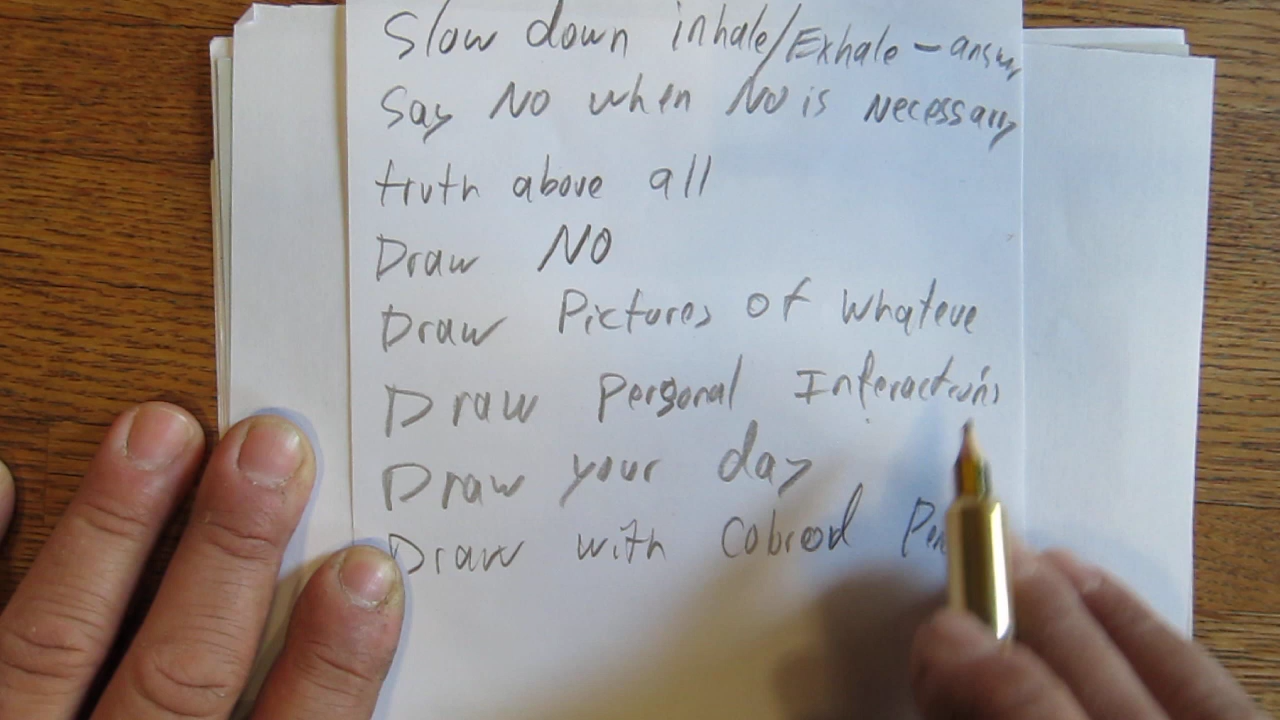 Slow down inhale/Exhale - answ
Say No when No is Necessary
truth above all
Draw NO
Draw Pictures of whateve
Draw Personal Interactions
Draw your day
Draw with Colored